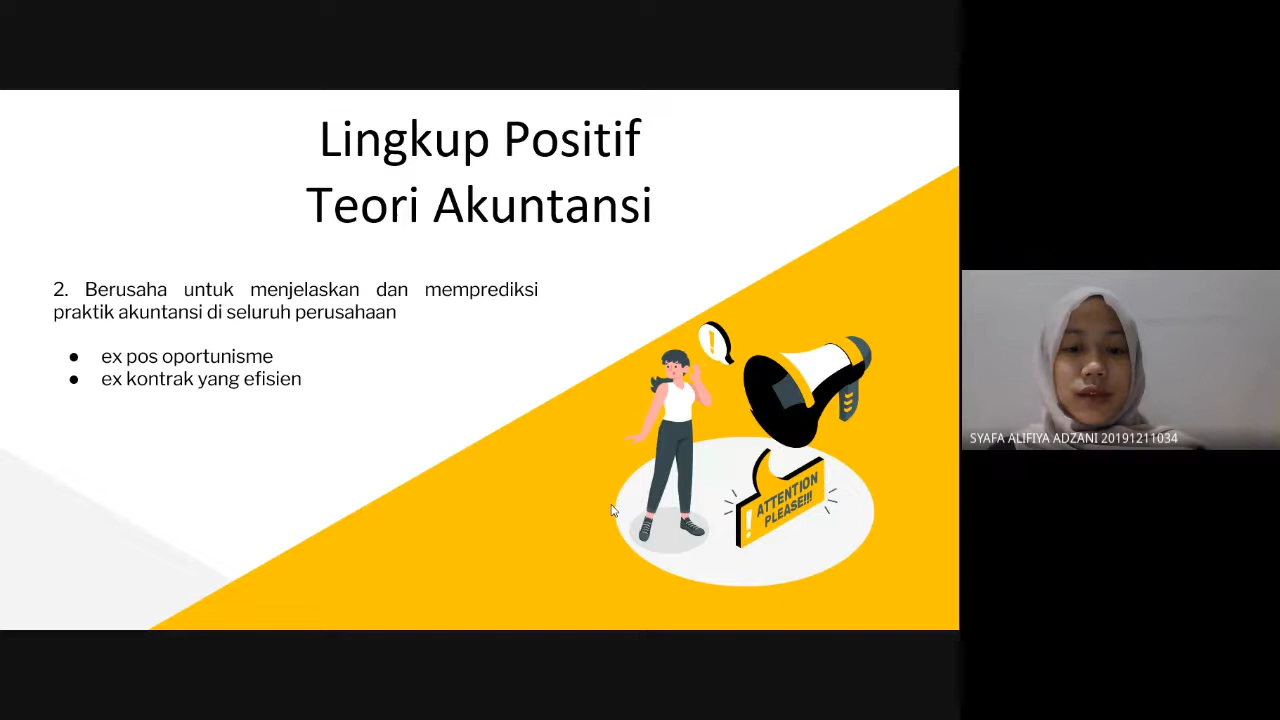 Lingkup Positif
Teori Akuntansi
2. Berusaha untuk menjelaskan dan memprediksi
praktik akuntansi di seluruh perusahaan
● ex pos oportunisme
● ex kontrak yang efisien
!
! ATTENTION
PLEASE!!!
SYAFA ALIFIYA ADZANI 20191211034